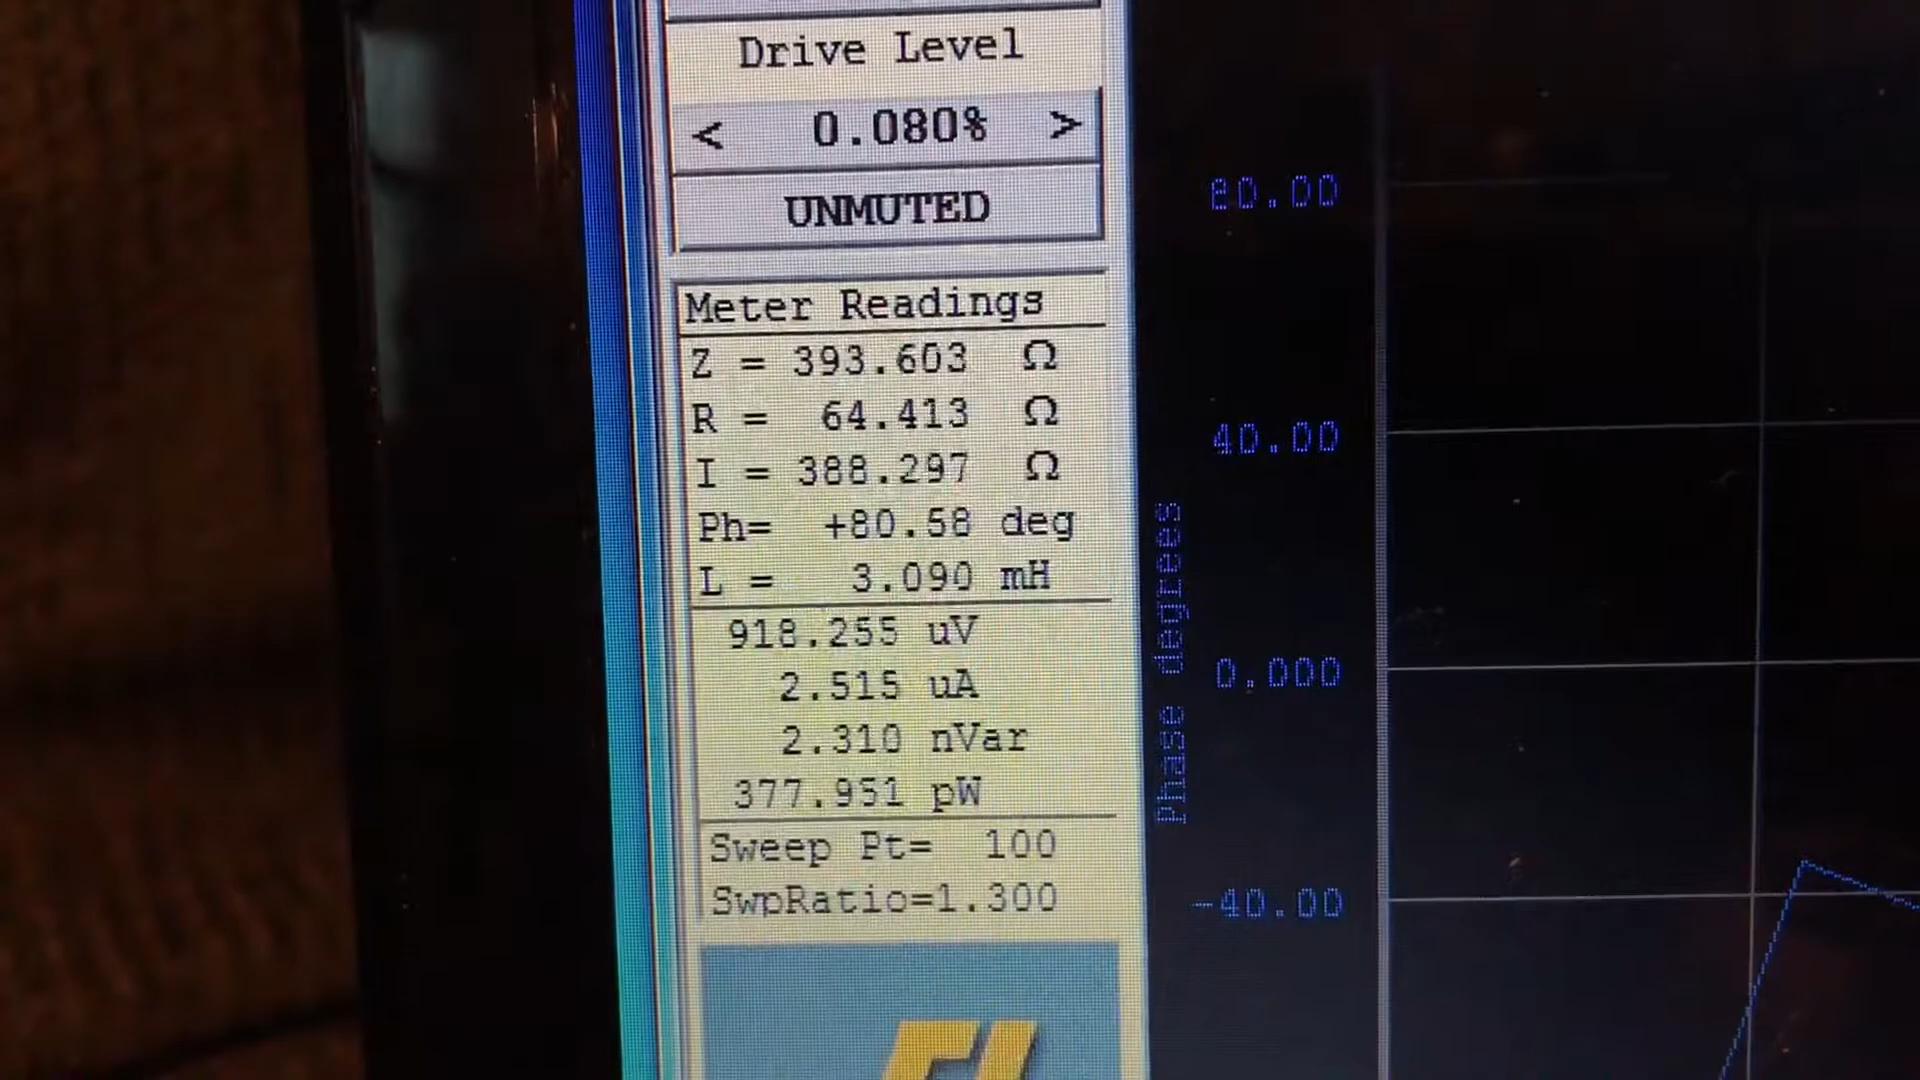 Drive Level
< 0.080% >
UNMUTED
Meter Readings
Z = 393.603 Ω
R = 64.413 Ω
I = 388.297 Ω
Ph= +80.58 deg
L = 3.090 mH
918.255 uV
2.515 uA
2.310 nVar
377.951 pW
Sweep Pt= 100
SwpRatio=1.300
80.00
40.00
0.000
-40.00
Phase degrees